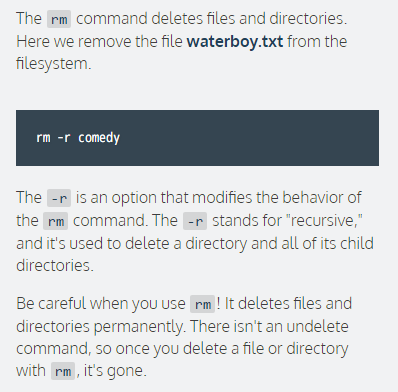 The rm command deletes files and directories.
Here we remove the file waterboy.txt from the
filesystem.
rm -r comedy
The -r is an option that modifies the behavior of
the rm command. The -r stands for "recursive,"
and it's used to delete a directory and all of its child
directories.
Be careful when you use rm! It deletes files and
directories permanently. There isn't an undelete
command, so once you delete a file or directory
with rm, it's gone.